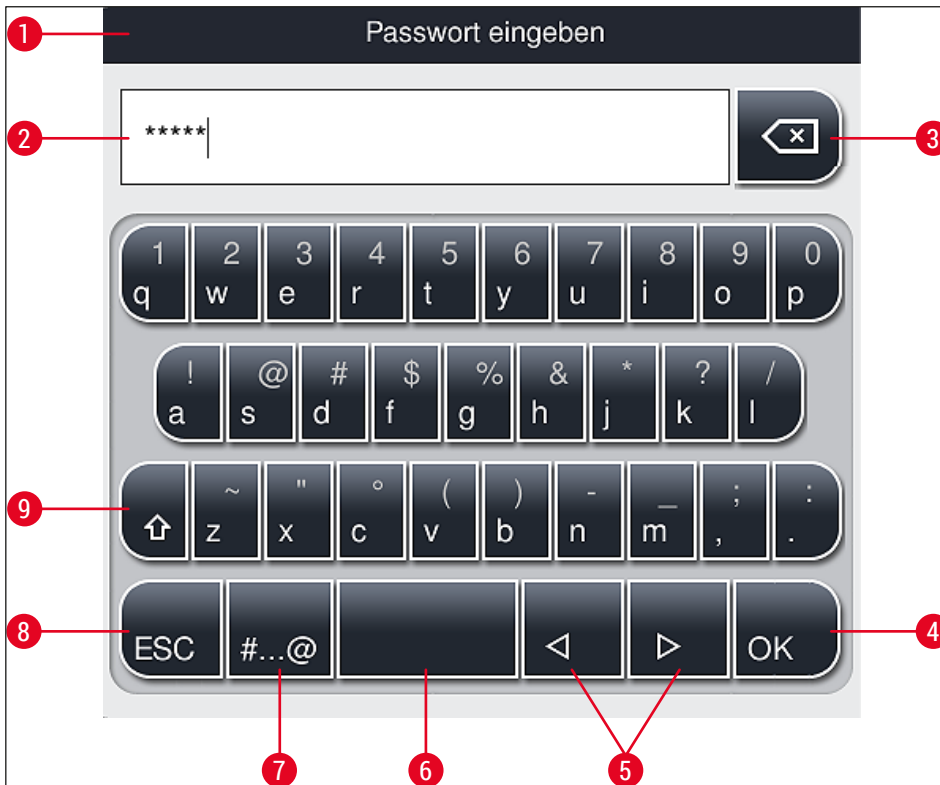 1 Passwort eingeben
2 ***** 3
1 2 3 4 5 6 7 8 9 0
q w e r t y u i o p
! @ # $ % & * ? /
a s d f g h j k l
~ " ° ( ) - _ ; :
9 z x c v b n m , .
8 ESC #...@ OK 4
7 6 5